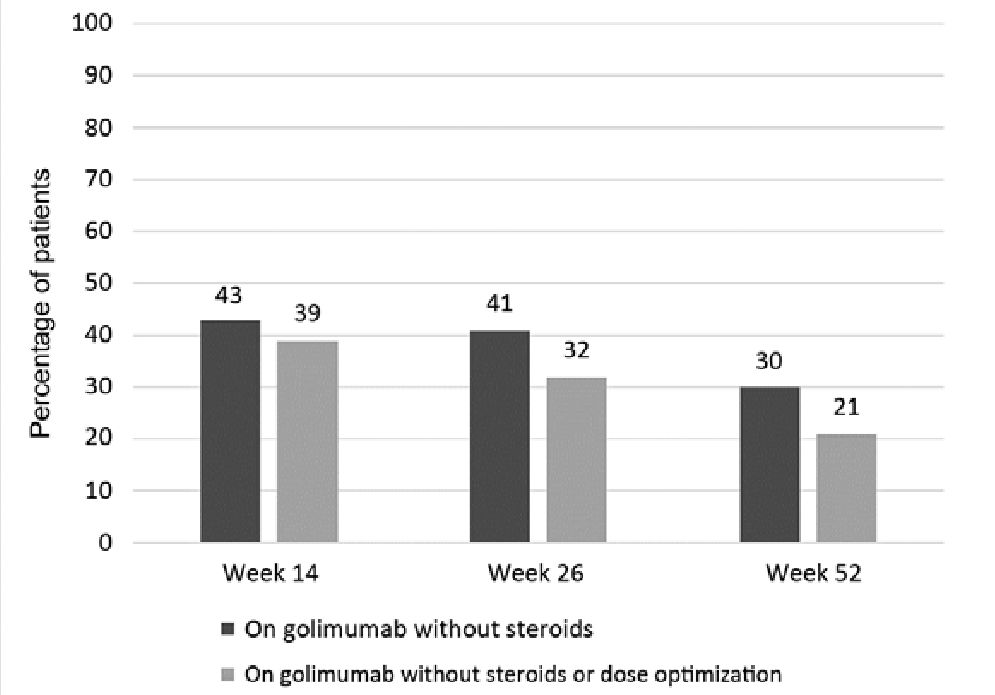 Percentage of patients
100
90
80
70
60
50
40
30
20
10
0
43
39
41
32
30
21
Week 14
Week 26
Week 52
On golimumab without steroids
On golimumab without steroids or dose optimization